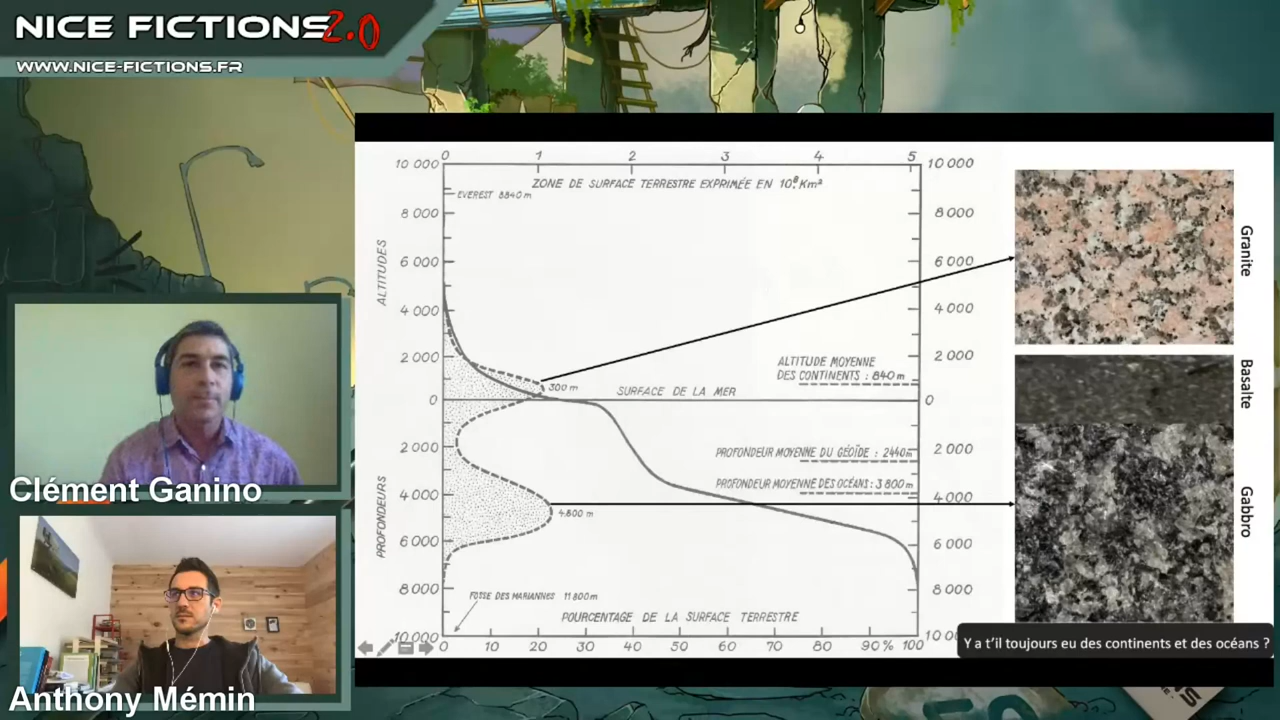 NICE FICTIONS 2.0
WWW.NICE-FICTIONS.FR
Clément Ganino
Anthony Mémin
0 1 2 3 4 5
ZONE DE SURFACE TERRESTRE EXPRIMÉE EN 10⁸ Km²
10 000
8 000
6 000
4 000
2 000
0
2 000
4 000
6 000
8 000
10 000
ALTITUDES
PROFONDEURS
EVEREST 8840 m
300 m
SURFACE DE LA MER
ALTITUDE MOYENNE
DES CONTINENTS : 840 m
PROFONDEUR MOYENNE DU GÉOÏDE : 2440m
PROFONDEUR MOYENNE DES OCÉANS : 3 800 m
4.800 m
FOSSE DES MARIANNES 11 800 m
POURCENTAGE DE LA SURFACE TERRESTRE
0 10 20 30 40 50 60 70 80 90 % 100
10 000
8 000
6 000
4 000
2 000
0
2 000
4 000
6 000
8 000
10 00
Granite
Basalte
Gabbro
Y a t'il toujours eu des continents et des océans ?